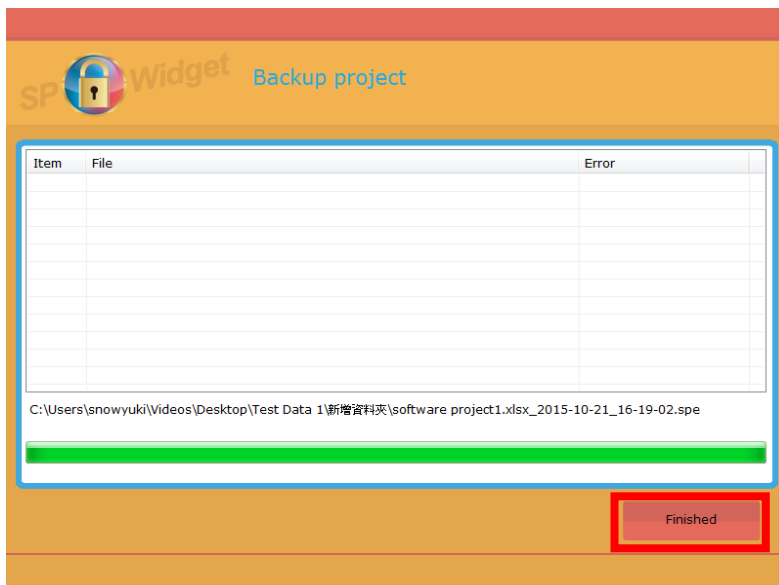 SP Widget
Backup project
Item File Error
C:\Users\snowyuki\Videos\Desktop\Test Data 1\新增資料夾\software project1.xlsx_2015-10-21_16-19-02.spe
Finished